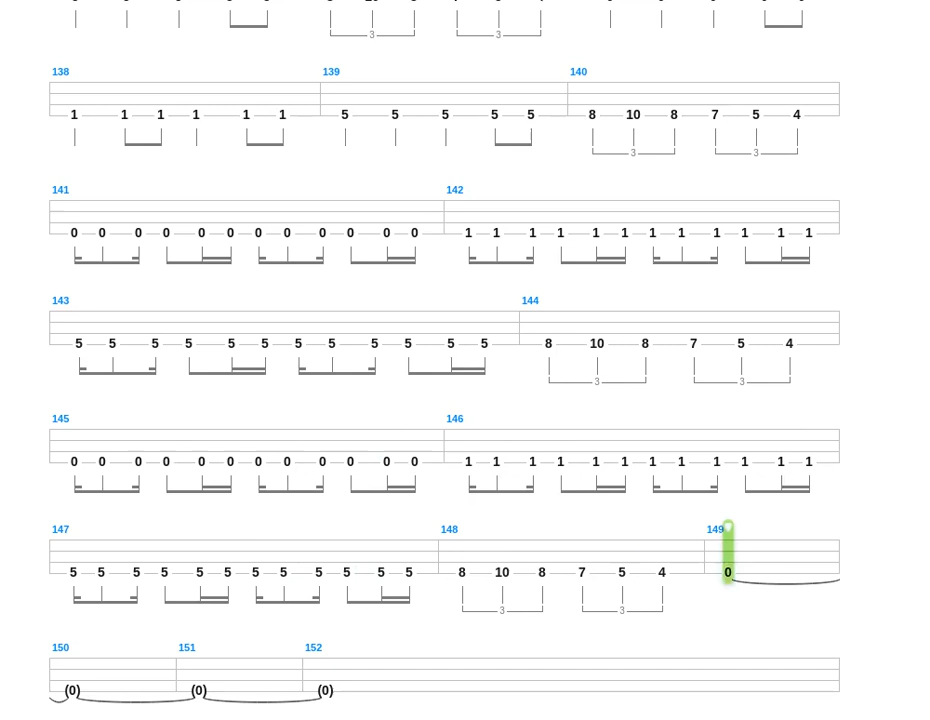 3 3
138 139 140
1 1 1 1 1 1 5 5 5 5 5 8 10 8 7 5 4
3 3
141 142
0 0 0 0 0 0 0 0 0 0 0 0 1 1 1 1 1 1 1 1 1 1 1 1
143 144
5 5 5 5 5 5 5 5 5 5 5 5 8 10 8 7 5 4
3 3
145 146
0 0 0 0 0 0 0 0 0 0 0 0 1 1 1 1 1 1 1 1 1 1 1 1
147 148 149
5 5 5 5 5 5 5 5 5 5 5 5 8 10 8 7 5 4 0
3 3
150 151 152
(0) (0) (0)